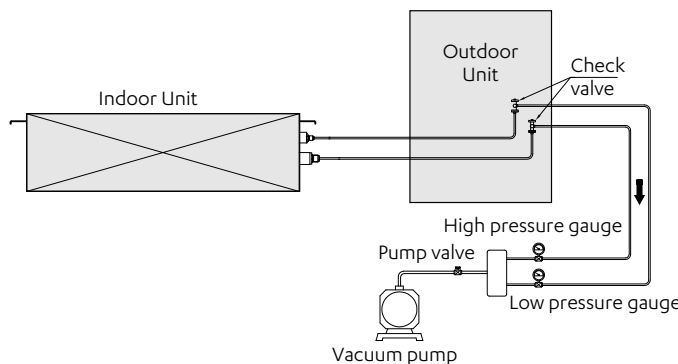 Outdoor
Unit
Check
valve
Indoor Unit
High pressure gauge
Pump valve
Low pressure gauge
Vacuum pump